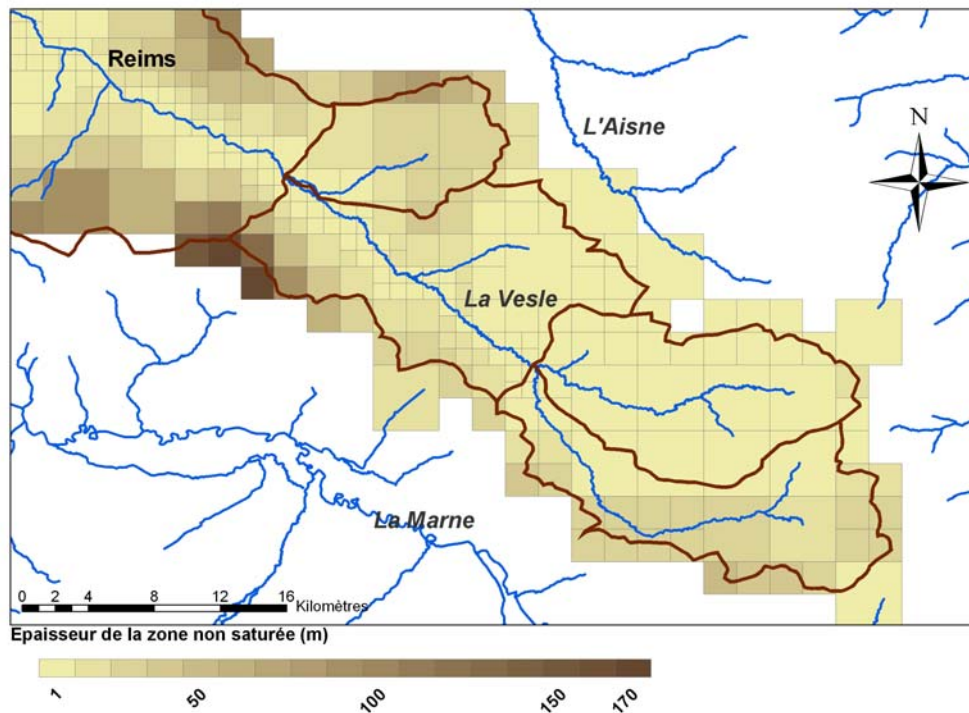 Reims
L'Aisne
N
La Vesle
La Marne
0 2 4 8 12 16
Kilomètres
Epaisseur de la zone non saturée (m)
1 50 100 150 170